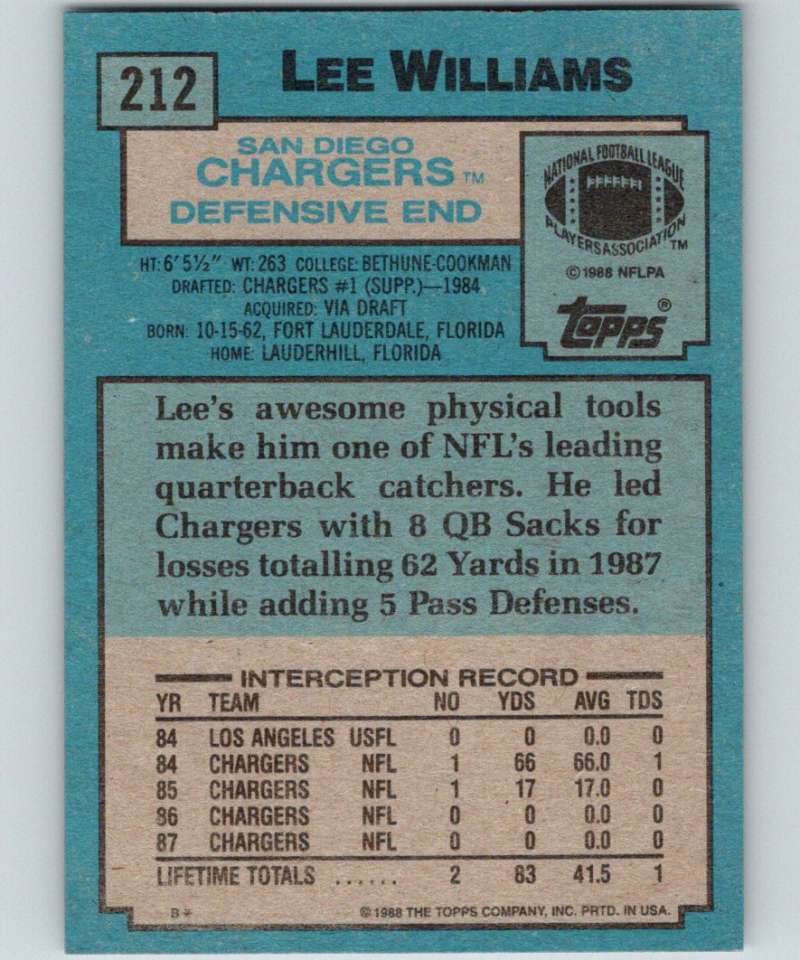 212
LEE WILLIAMS
SAN DIEGO
CHARGERS TM
DEFENSIVE END
NATIONAL FOOTBALL LEAGUE
PLAYERS ASSOCIATION TM
©1988 NFLPA
topps®
HT: 6'5½" WT: 263 COLLEGE: BETHUNE-COOKMAN
DRAFTED: CHARGERS #1 (SUPP.)—1984
ACQUIRED: VIA DRAFT
BORN: 10-15-62, FORT LAUDERDALE, FLORIDA
HOME: LAUDERHILL, FLORIDA
Lee's awesome physical tools
make him one of NFL's leading
quarterback catchers. He led
Chargers with 8 QB Sacks for
losses totalling 62 Yards in 1987
while adding 5 Pass Defenses.
INTERCEPTION RECORD
YR TEAM NO YDS AVG TDS
84 LOS ANGELES USFL 0 0 0.0 0
84 CHARGERS NFL 1 66 66.0 1
85 CHARGERS NFL 1 17 17.0 0
86 CHARGERS NFL 0 0 0.0 0
87 CHARGERS NFL 0 0 0.0 0
LIFETIME TOTALS ...... 2 83 41.5 1
B* ©1988 THE TOPPS COMPANY, INC. PRTD. IN USA.